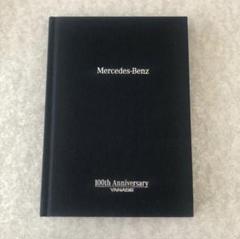 Mercedes-Benz
100th Anniversary
YANASE